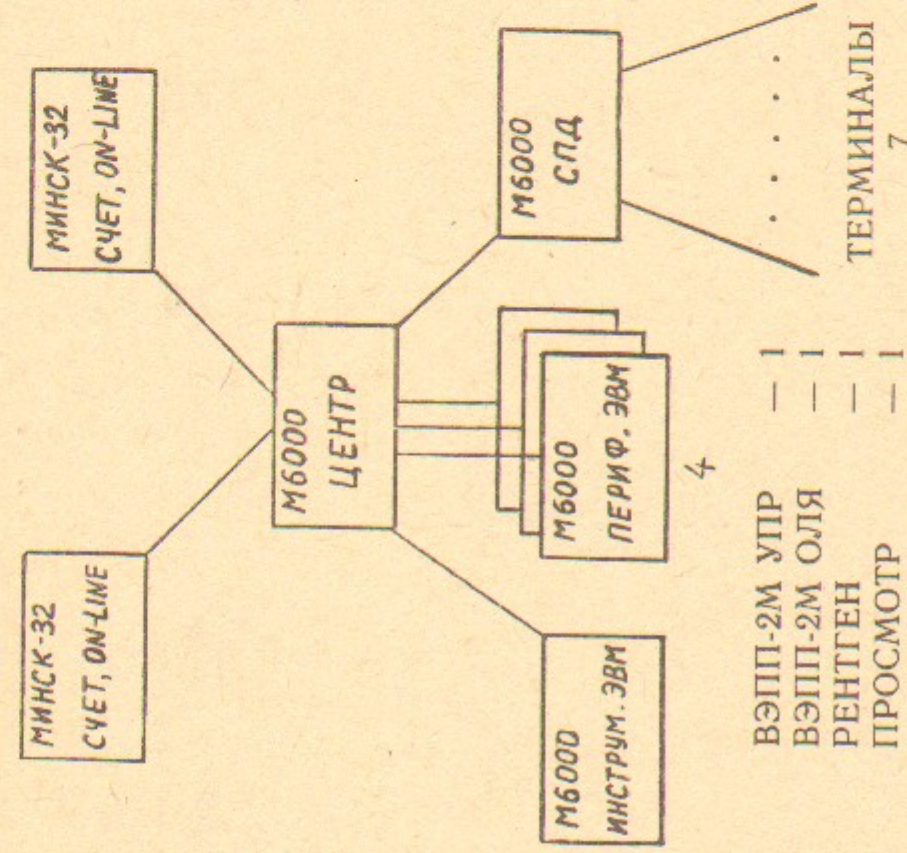 МИНСК-32
СЧЕТ, ON-LINE
МИНСК-32
СЧЕТ, ON-LINE
М6000
ЦЕНТР
М6000
ИНСТРУМ. ЭВМ
М6000
ПЕРИФ. ЭВМ
4
М6000
СПД
ВЭПП-2М УПР — 1
ВЭПП-2М ОЛЯ — 1
РЕНТГЕН — 1
ПРОСМОТР — 1
ТЕРМИНАЛЫ
7